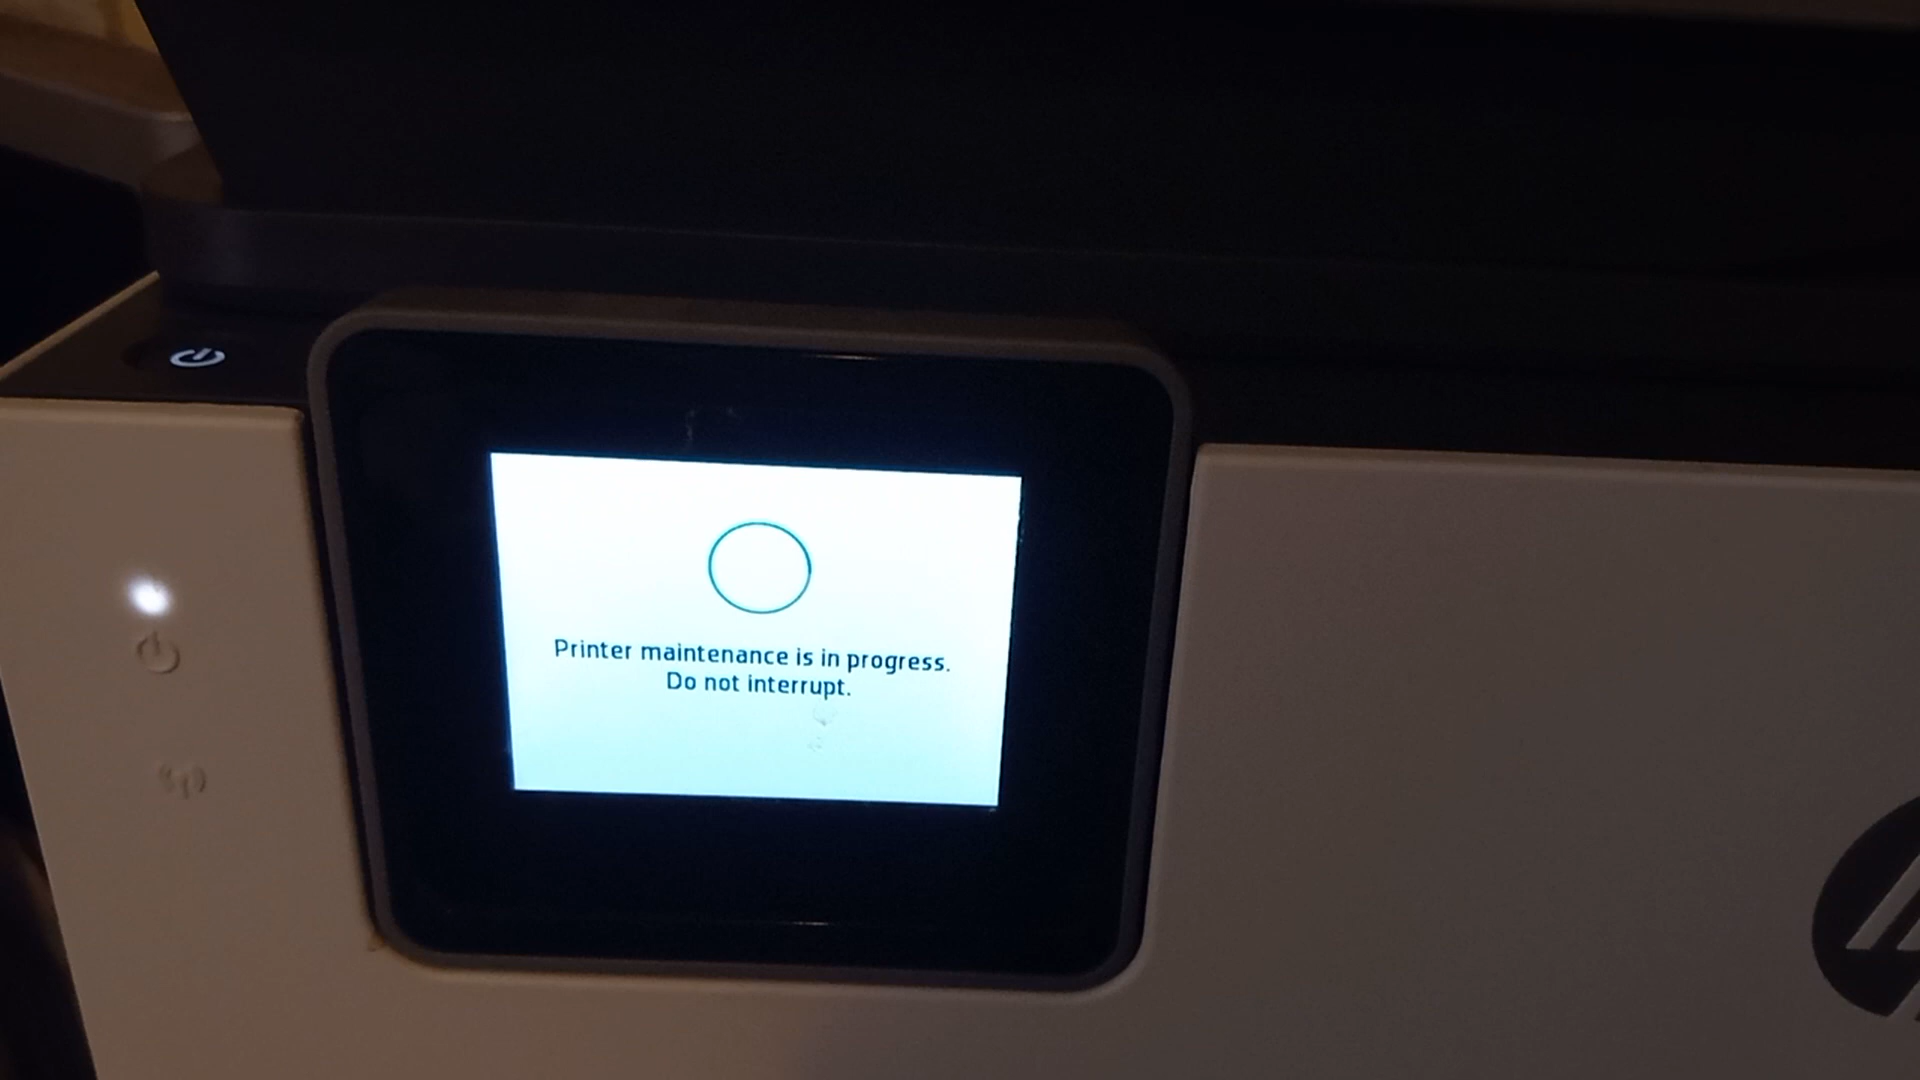 Printer maintenance is in progress.
Do not interrupt.